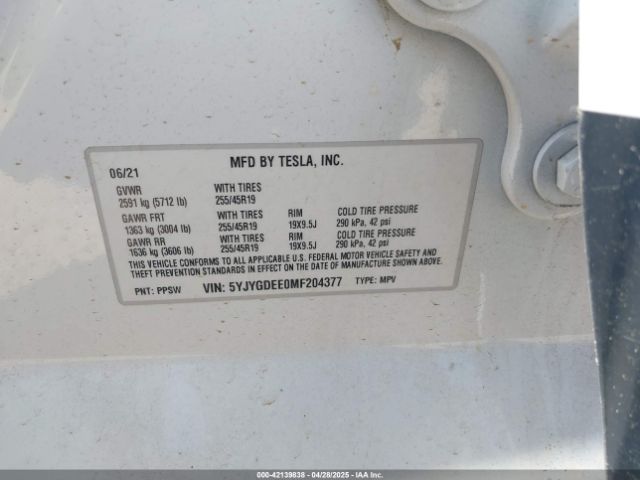 06/21 MFD BY TESLA, INC.
GVWR WITH TIRES
2591 kg (5712 lb) 255/45R19
GAWR FRT WITH TIRES RIM COLD TIRE PRESSURE
1363 kg (3004 lb) 255/45R19 19X9.5J 290 kPa, 42 psi
GAWR RR WITH TIRES RIM COLD TIRE PRESSURE
1636 kg (3606 lb) 255/45R19 19X9.5J 290 kPa, 42 psi
THIS VEHICLE CONFORMS TO ALL APPLICABLE U.S. FEDERAL MOTOR VEHICLE SAFETY AND
THEFT PREVENTION STANDARDS IN EFFECT ON THE DATE OF MANUFACTURE SHOWN ABOVE.
PNT: PPSW VIN: 5YJYGDEE0MF204377 TYPE: MPV
000-42139838 - 04/28/2025 - IAA Corp.